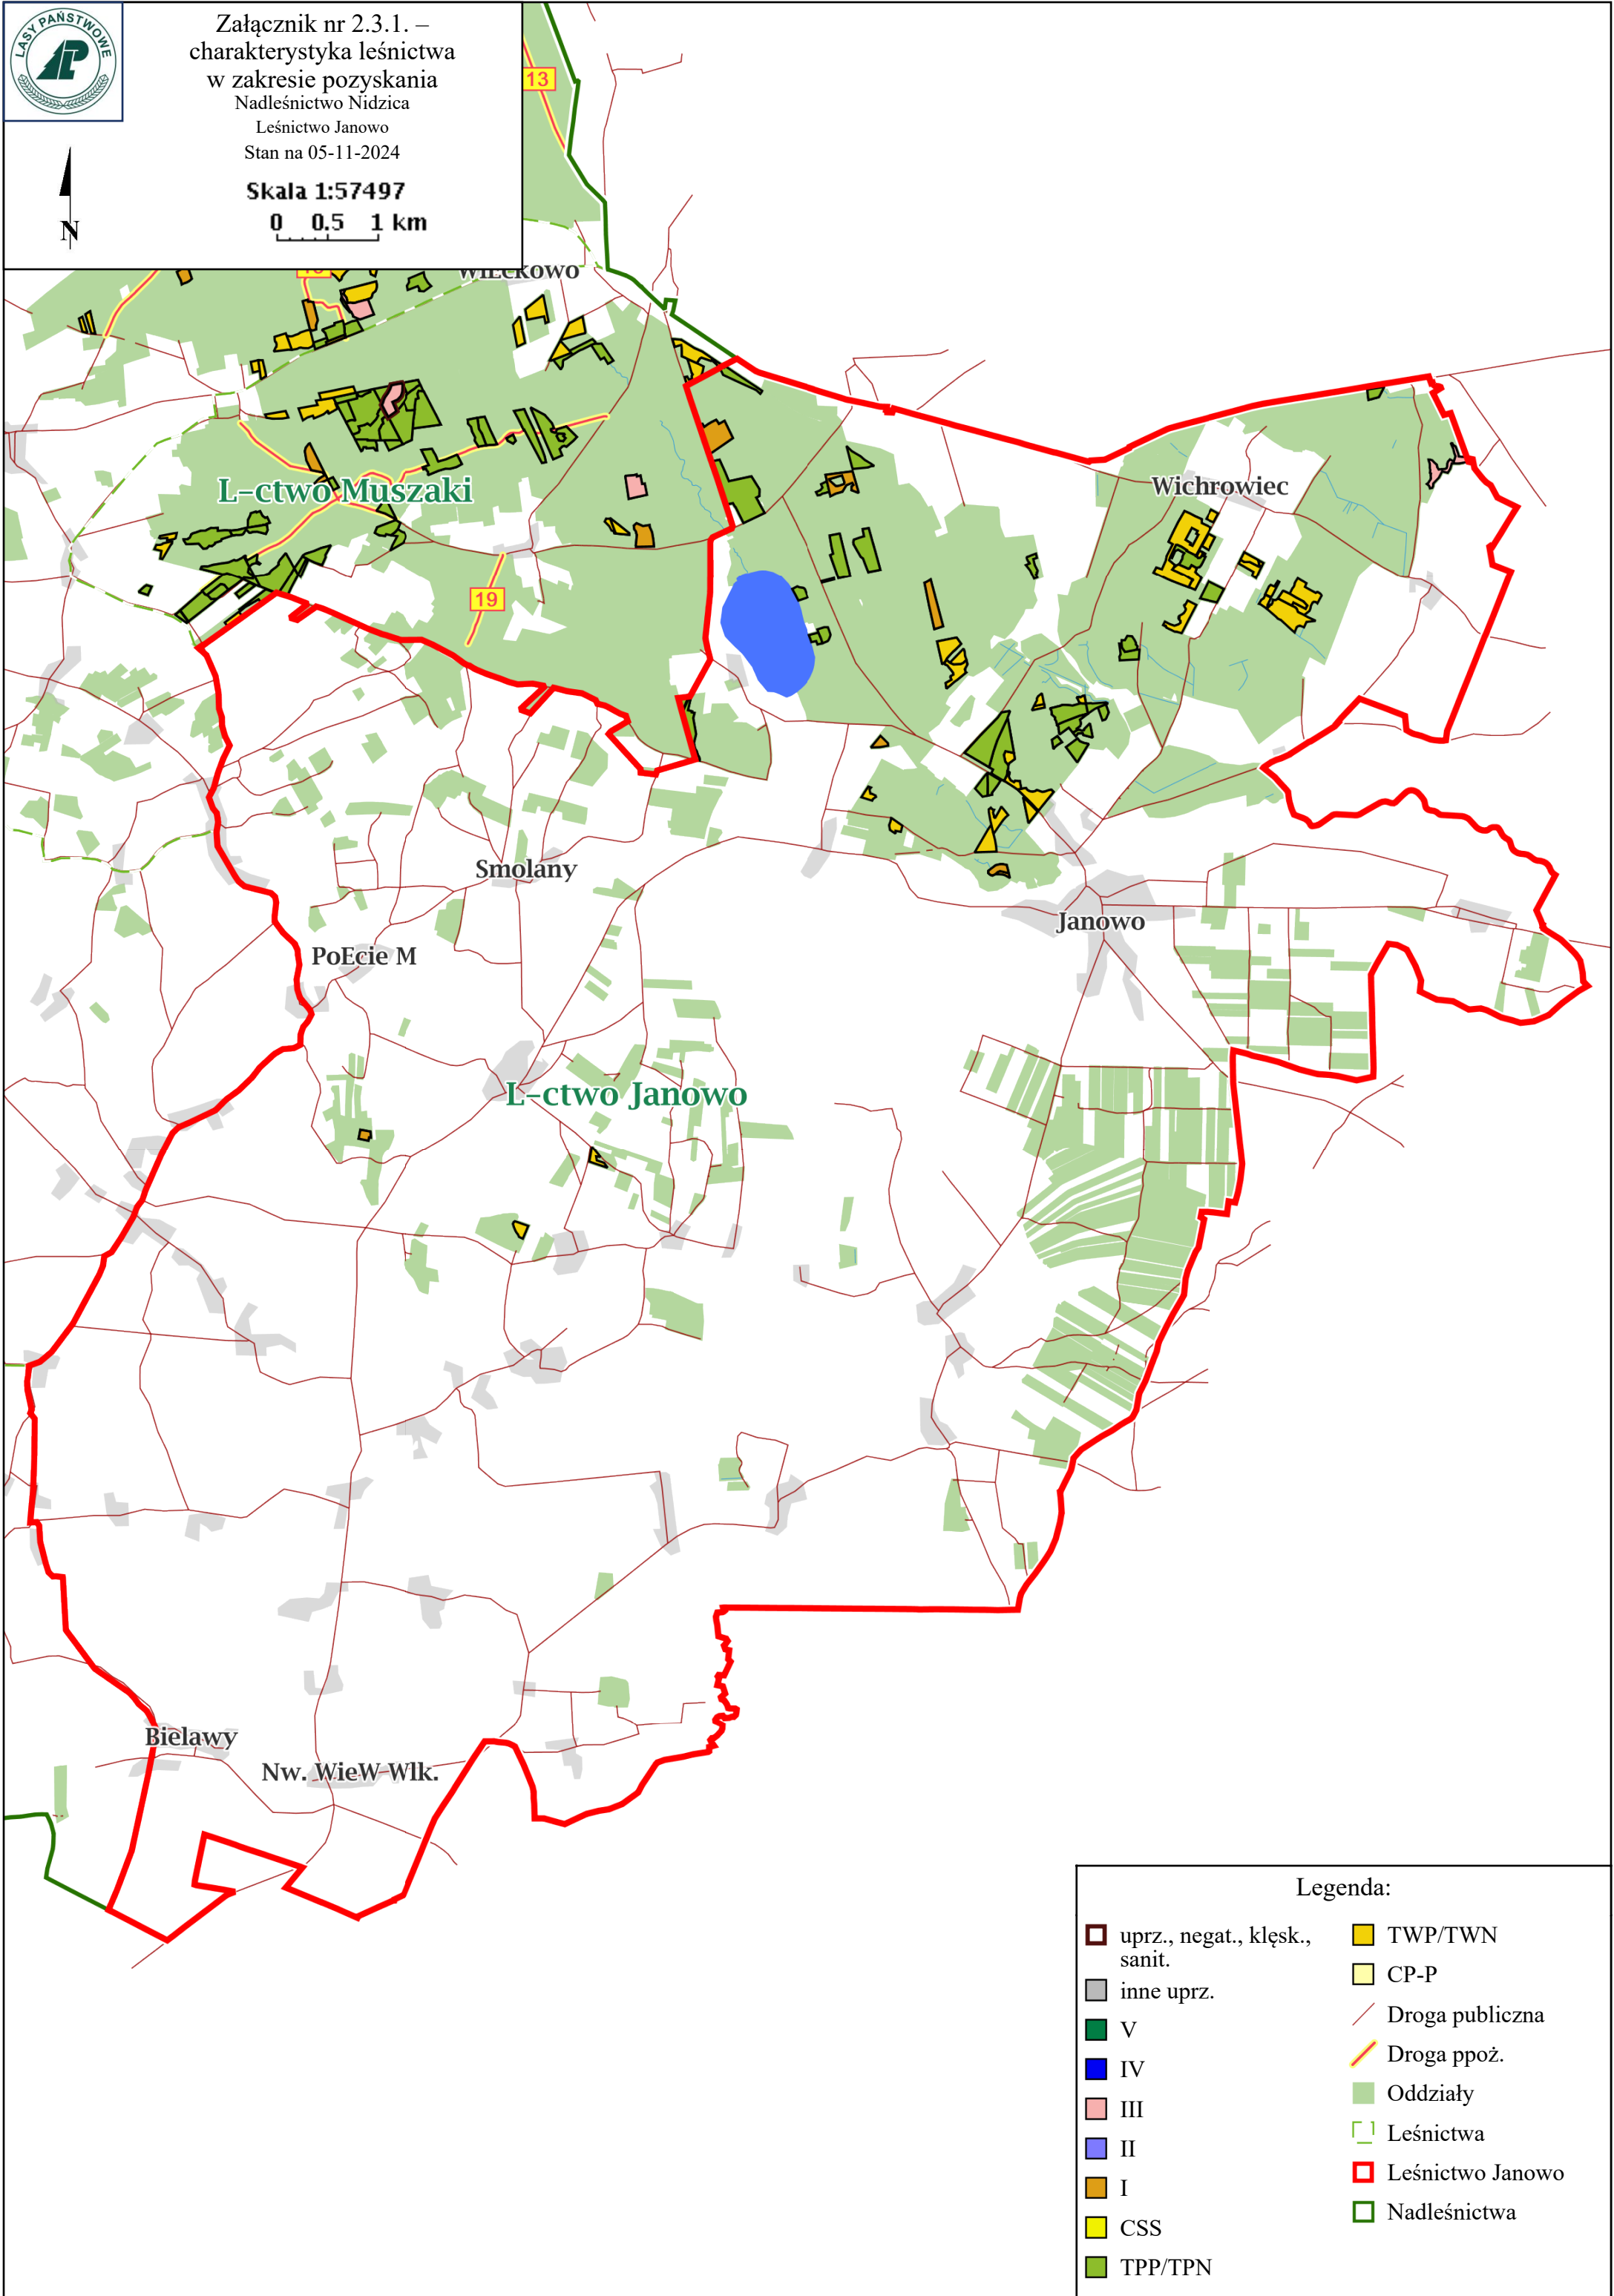 LASY PAŃSTWOWE
Załącznik nr 2.3.1. –
charakterystyka leśnictwa
w zakresie pozyskania
Nadleśnictwo Nidzica
Leśnictwo Janowo
Stan na 05-11-2024
Skala 1:57497
0 0.5 1 km
N
13
L-ctwo Muszaki
Wichrowiec
19
Smolany
Janowo
PoEcie M
L-ctwo Janowo
Bielawy
Nw. WieW Wlk.
Legenda:
uprz., negat., klęsk.,
sanit.
inne uprz.
V
IV
III
II
I
CSS
TPP/TPN
TWP/TWN
CP-P
Droga publiczna
Droga ppoż.
Oddziały
Leśnictwa
Leśnictwo Janowo
Nadleśnictwa